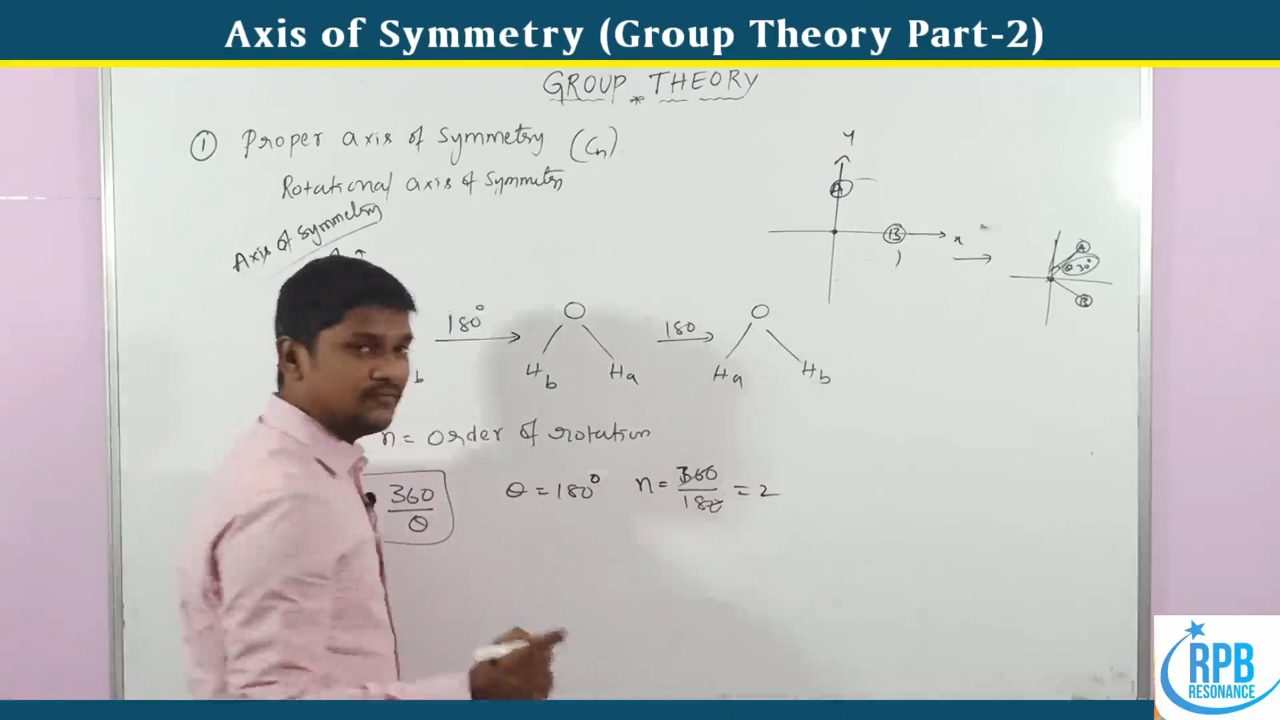 Axis of Symmetry (Group Theory Part-2)
GROUP THEORY
① Proper axis of Symmetry (Cn).
Rotational axis of Symmetry
Axis of Symmetry
y
A
B
x
A
θ 30°
B
b
180°
O
Hb Ha
180
O
Ha Hb
n = order of rotation
360
θ
θ = 180° n = 360/180 = 2
RPB
RESONANCE